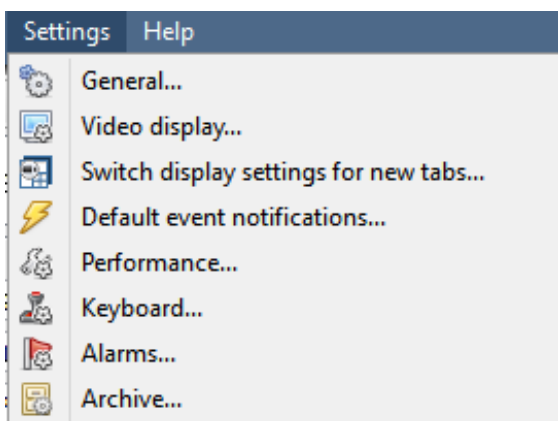 Settings Help
General...
Video display...
Switch display settings for new tabs...
Default event notifications...
Performance...
Keyboard...
Alarms...
Archive...